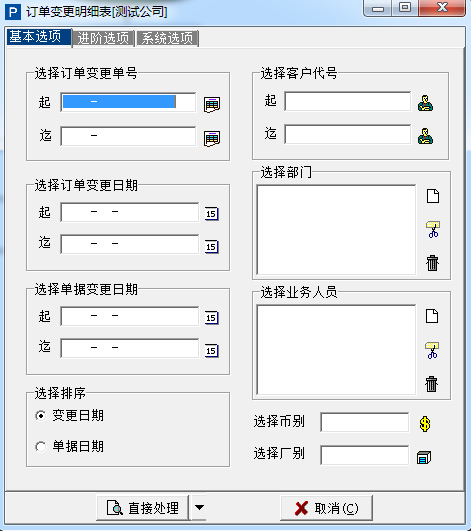 订单变更明细表[测试公司]
基本选项 进阶选项 系统选项
选择订单变更单号
起 –
迄 –
选择订单变更日期
起 – –
迄 – –
选择单据变更日期
起 – –
迄 – –
选择排序
变更日期
单据日期
选择客户代号
起
迄
选择部门
选择业务人员
选择币别
选择厂别
直接处理 取消(C)